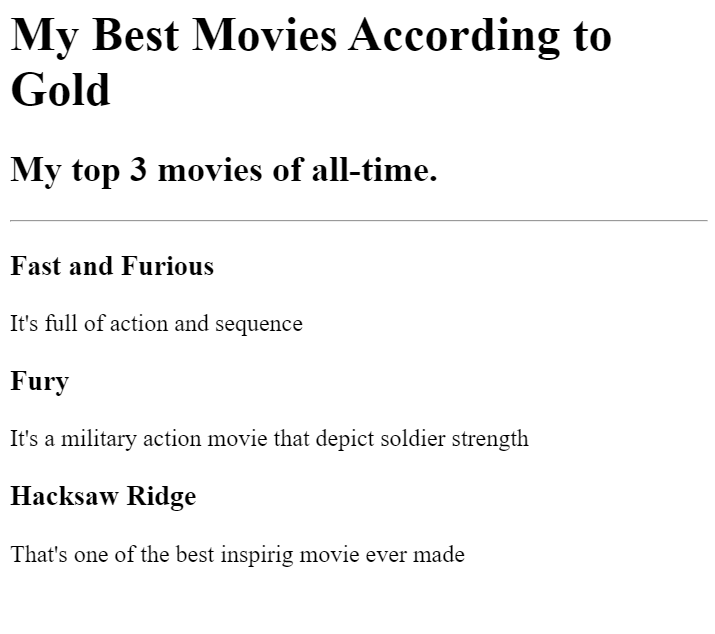 My Best Movies According to
Gold
My top 3 movies of all-time.
Fast and Furious
It's full of action and sequence
Fury
It's a military action movie that depict soldier strength
Hacksaw Ridge
That's one of the best inspirig movie ever made